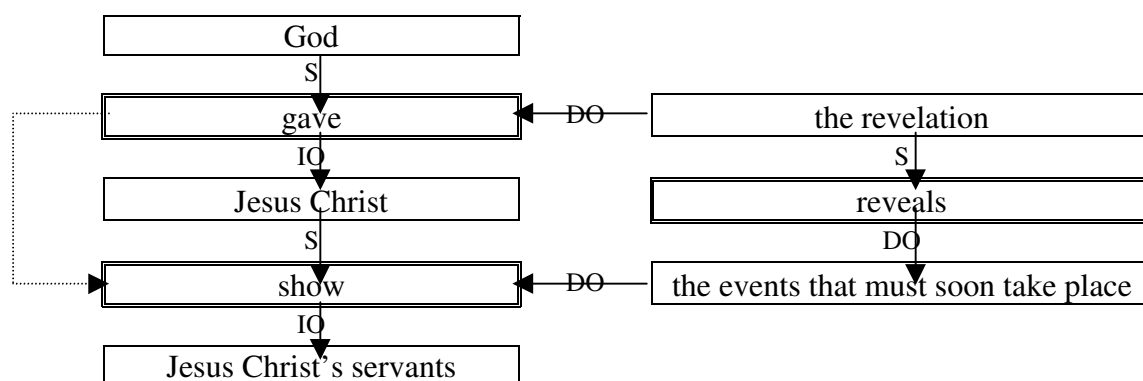 God
S
gave
DO
the revelation
IO
S
Jesus Christ
reveals
S
DO
show
DO
the events that must soon take place
IO
Jesus Christ's servants